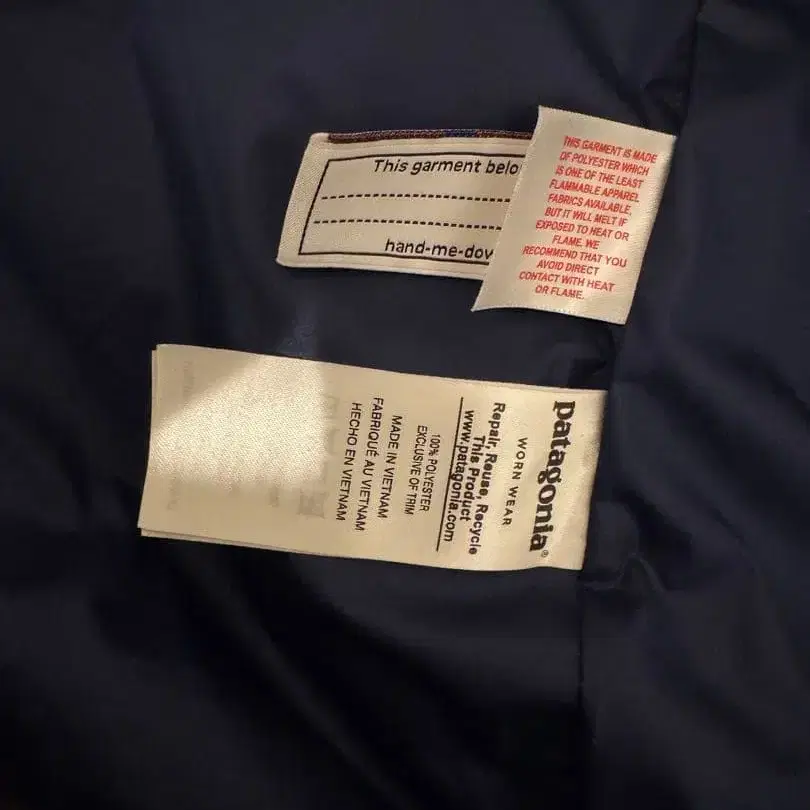 This garment belo
hand-me-dow
THIS GARMENT IS MADE
OF POLYESTER WHICH
IS ONE OF THE LEAST
FLAMMABLE APPAREL
FABRICS AVAILABLE,
BUT IT WILL MELT IF
EXPOSED TO HEAT OR
FLAME. WE
RECOMMEND THAT YOU
AVOID DIRECT
CONTACT WITH HEAT
OR FLAME.
patagonia®
WORN WEAR
Repair, Reuse, Recycle
This Product
www.patagonia.com
100% POLYESTER
EXCLUSIVE OF TRIM
MADE IN VIETNAM
FABRIQUÉ AU VIETNAM
HECHO EN VIETNAM